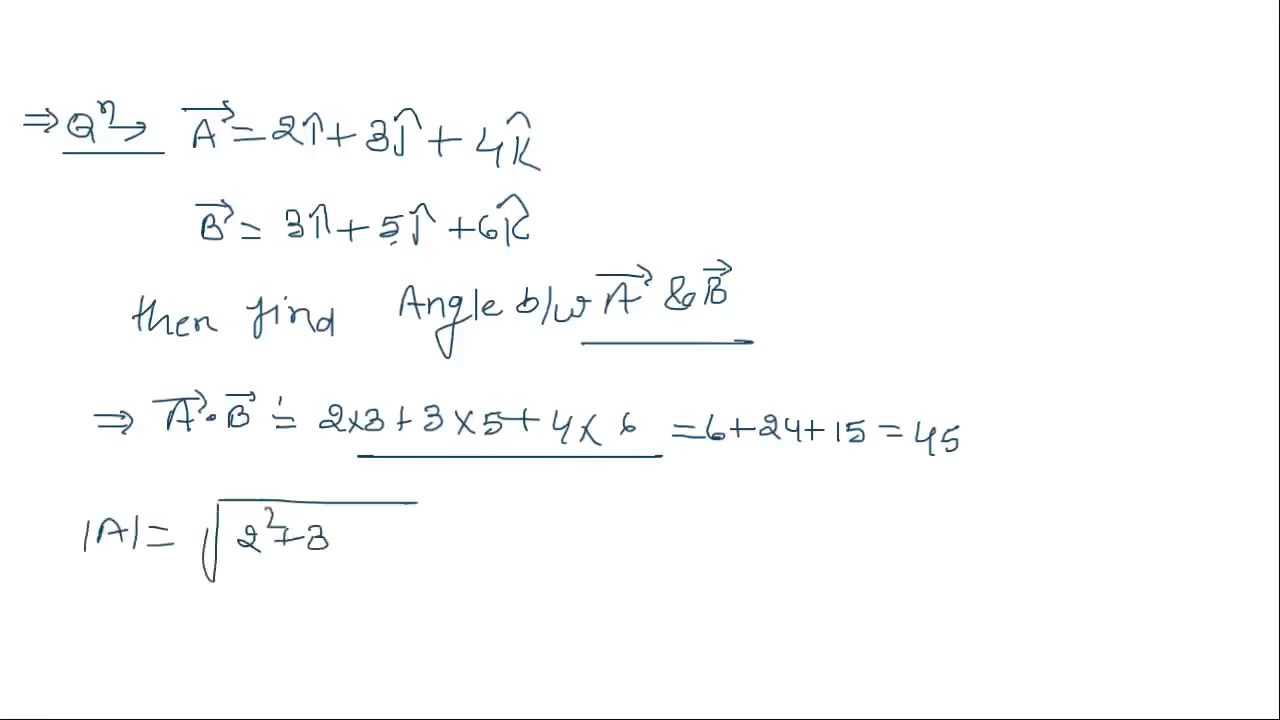 ⇒ Qⁿ → A⃗ = 2î + 3ĵ + 4k̂
B⃗ = 3î + 5ĵ + 6k̂
then find Angle b/w A⃗ & B⃗
⇒ A⃗·B⃗ = 2×3 + 3×5 + 4× 6 = 6+24+15 = 45
|A| = √2²+3